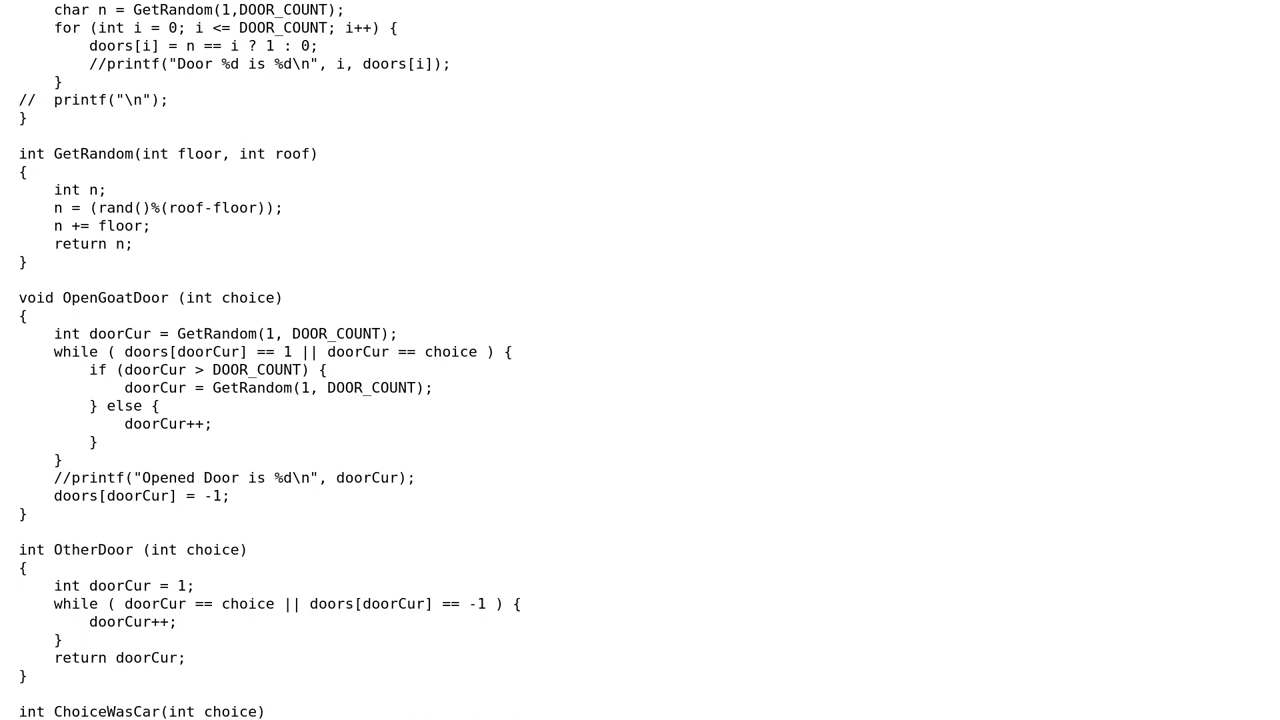 char n = GetRandom(1,DOOR_COUNT);
    for (int i = 0; i <= DOOR_COUNT; i++) {
        doors[i] = n == i ? 1 : 0;
        //printf("Door %d is %d\n", i, doors[i]);
    }
//  printf("\n");
}

int GetRandom(int floor, int roof)
{
    int n;
    n = (rand()%(roof-floor));
    n += floor;
    return n;
}

void OpenGoatDoor (int choice)
{
    int doorCur = GetRandom(1, DOOR_COUNT);
    while ( doors[doorCur] == 1 || doorCur == choice ) {
        if (doorCur > DOOR_COUNT) {
            doorCur = GetRandom(1, DOOR_COUNT);
        } else {
            doorCur++;
        }
    }
    //printf("Opened Door is %d\n", doorCur);
    doors[doorCur] = -1;
}

int OtherDoor (int choice)
{
    int doorCur = 1;
    while ( doorCur == choice || doors[doorCur] == -1 ) {
        doorCur++;
    }
    return doorCur;
}

int ChoiceWasCar(int choice)